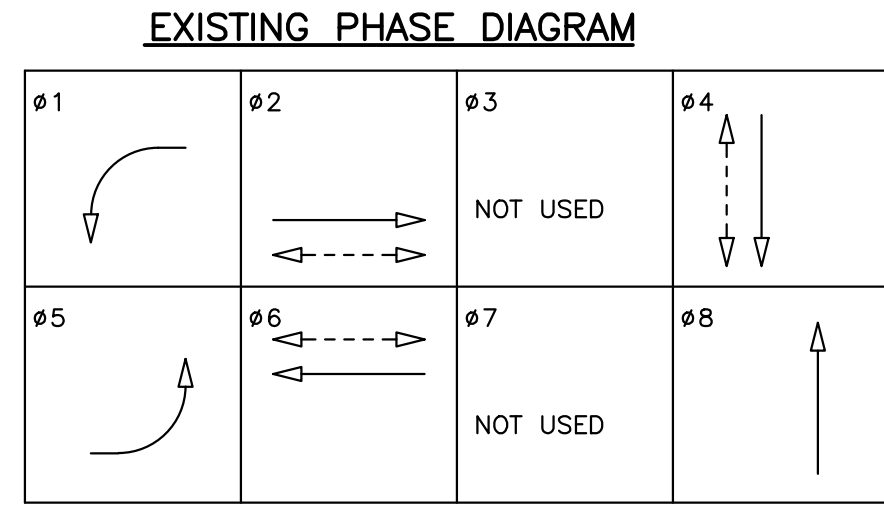 EXISTING PHASE DIAGRAM
ø1
ø2
ø3
ø4
NOT USED
ø5
ø6
ø7
ø8
NOT USED